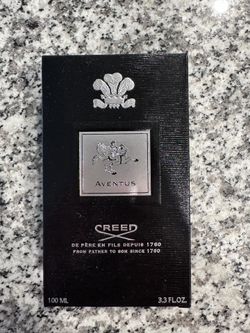 AVENTUS
CREED
DE PÈRE EN FILS DEPUIS 1760
FROM FATHER TO SON SINCE 1760
100 ML 3.3 FL.OZ.